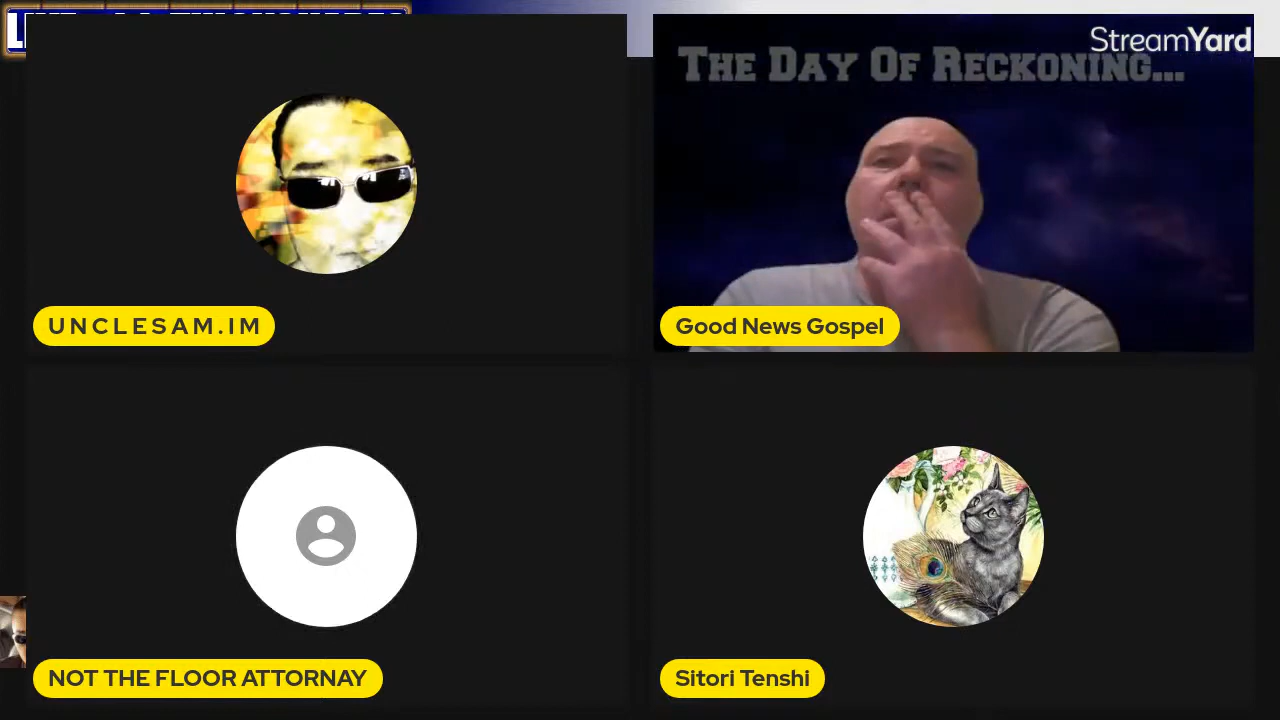 StreamYard
THE DAY OF RECKONING...
UNCLESAM.IM
Good News Gospel
NOT THE FLOOR ATTORNAY
Sitori Tenshi